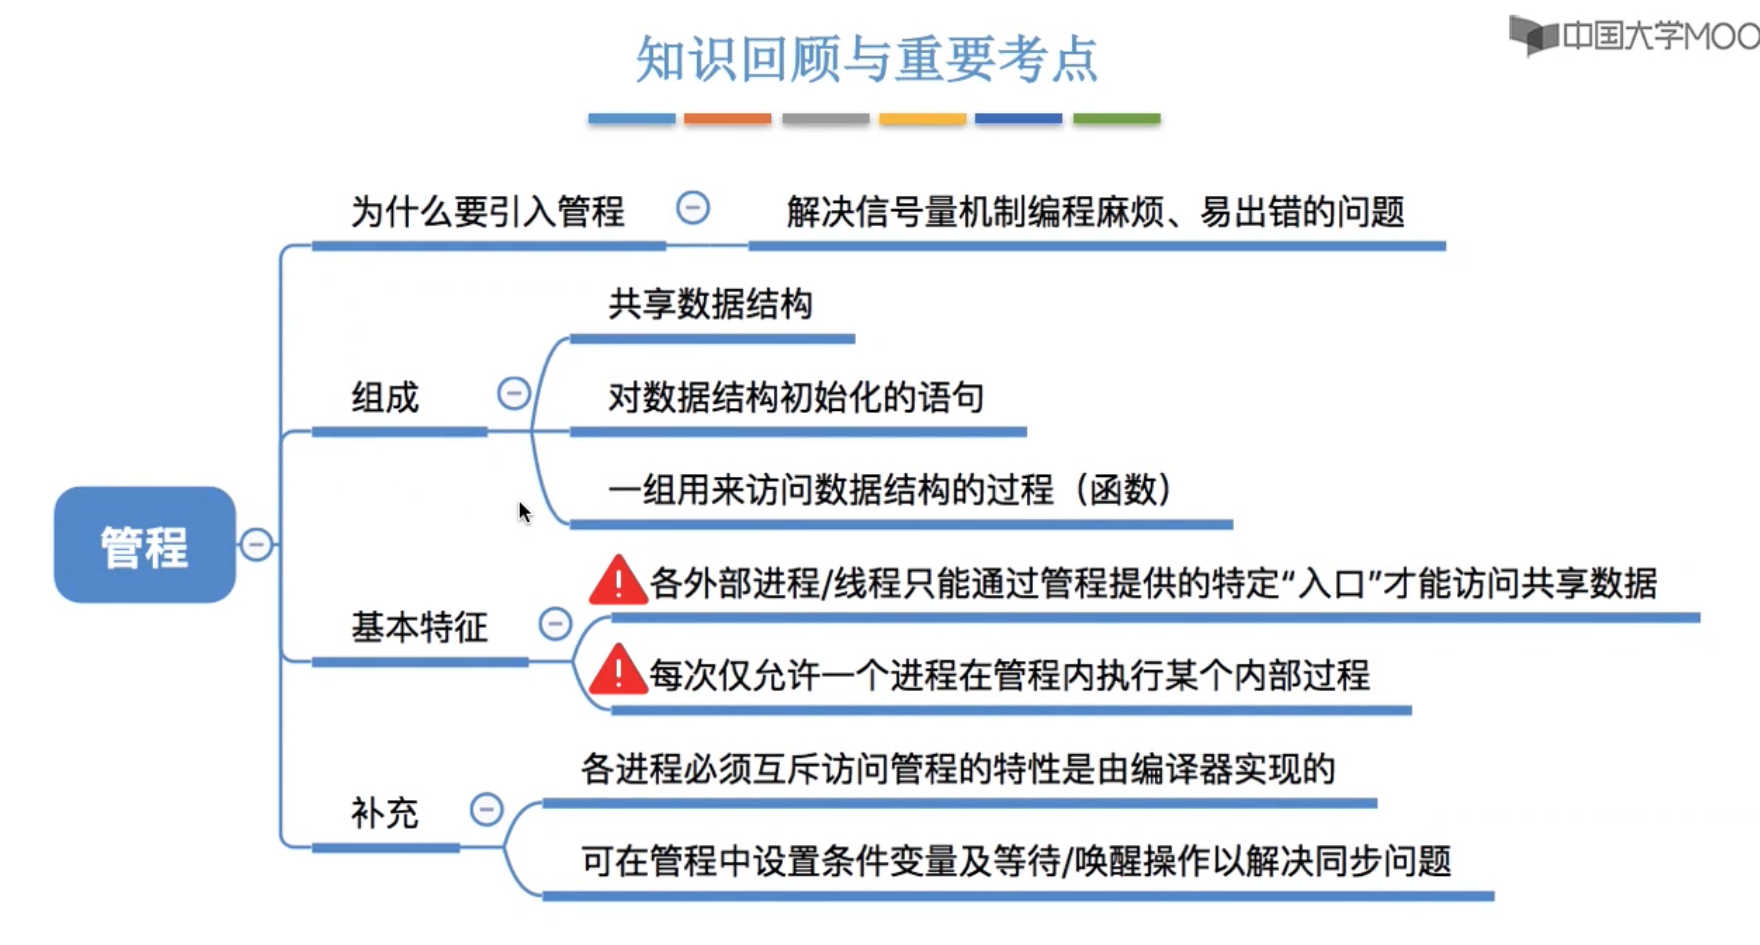 中国大学MOO
知识回顾与重要考点
为什么要引入管程
解决信号量机制编程麻烦、易出错的问题
共享数据结构
组成
对数据结构初始化的语句
一组用来访问数据结构的过程（函数）
管程
各外部进程/线程只能通过管程提供的特定“入口”才能访问共享数据
基本特征
每次仅允许一个进程在管程内执行某个内部过程
各进程必须互斥访问管程的特性是由编译器实现的
补充
可在管程中设置条件变量及等待/唤醒操作以解决同步问题